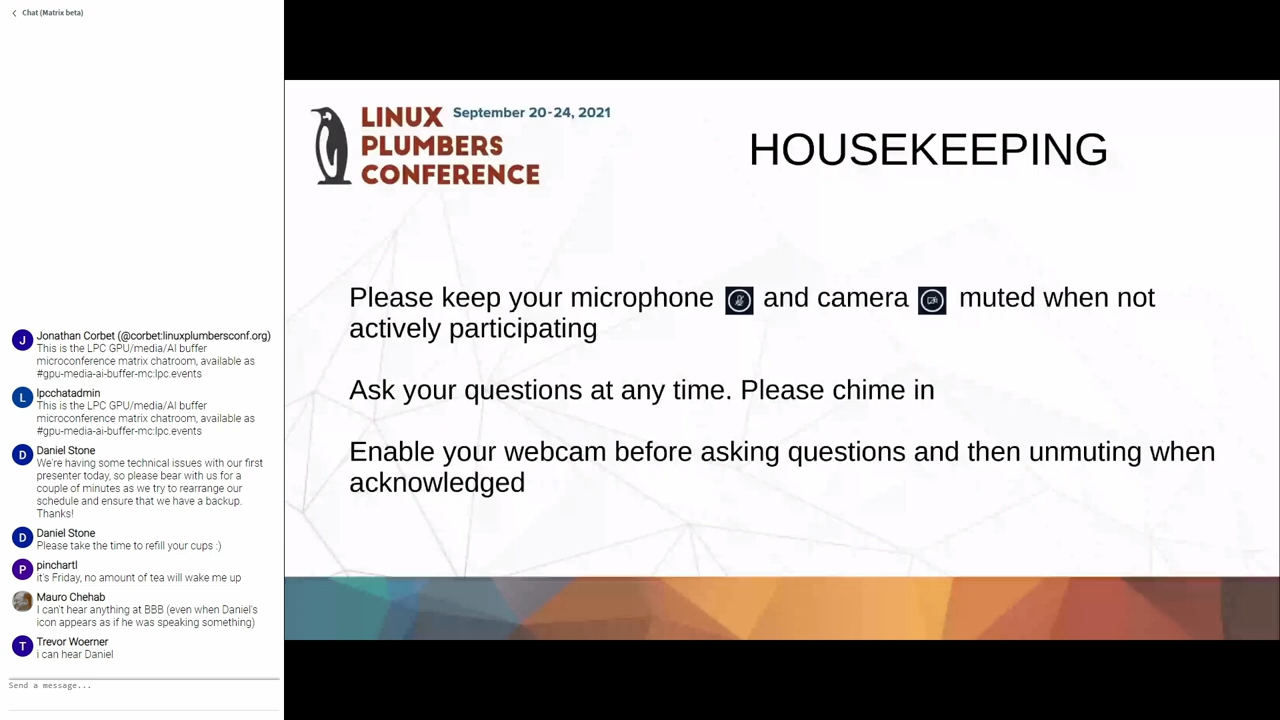 Chat (Matrix beta)
Jonathan Corbet (@corbet:linuxplumbersconf.org)
This is the LPC GPU/media/AI buffer
microconference matrix chatroom, available as
#gpu-media-ai-buffer-mc:lpc.events
lpcchatadmin
This is the LPC GPU/media/AI buffer
microconference matrix chatroom, available as
#gpu-media-ai-buffer-mc:lpc.events
Daniel Stone
We're having some technical issues with our first
presenter today, so please bear with us for a
couple of minutes as we try to rearrange our
schedule and ensure that we have a backup.
Thanks!
Daniel Stone
Please take the time to refill your cups :)
pinchartl
it's Friday, no amount of tea will wake me up
Mauro Chehab
I can't hear anything at BBB (even when Daniel's
icon appears as if he was speaking something)
Trevor Woerner
i can hear Daniel
Send a message...
LINUX September 20-24, 2021
PLUMBERS
CONFERENCE
HOUSEKEEPING
Please keep your microphone and camera muted when not
actively participating
Ask your questions at any time. Please chime in
Enable your webcam before asking questions and then unmuting when
acknowledged